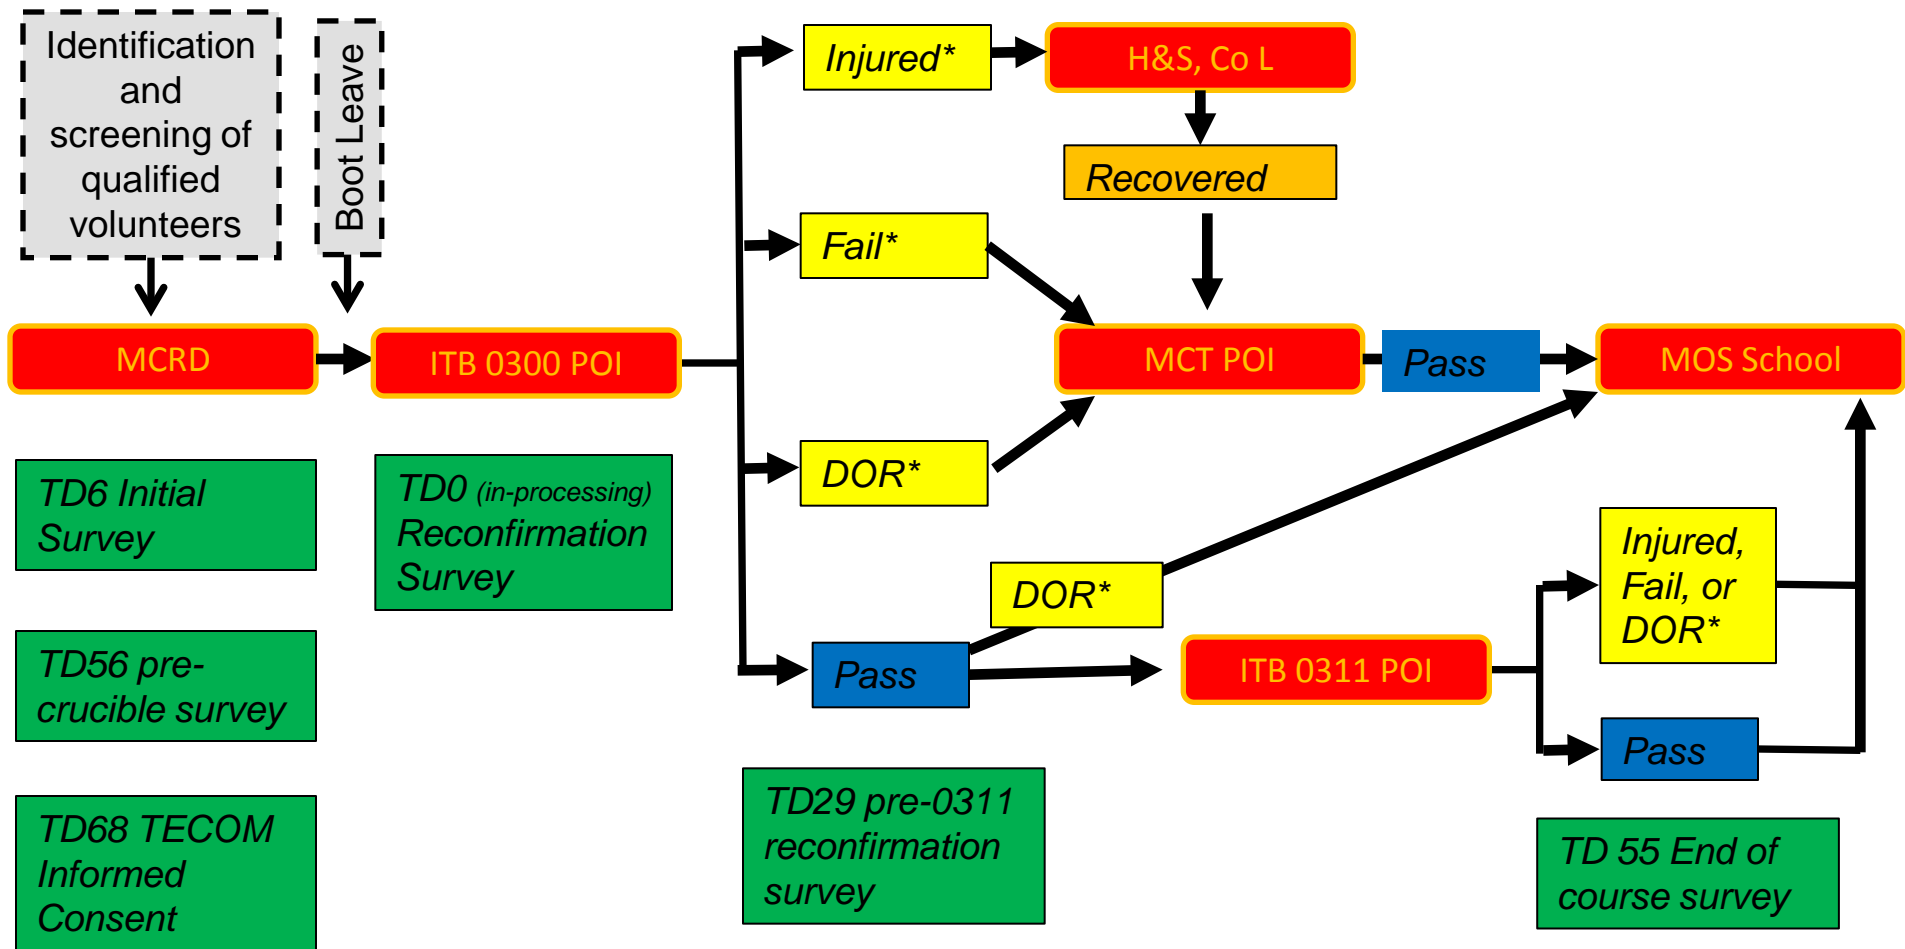 Identification
and
screening of
qualified
volunteers
Boot Leave
Injured*
H&S, Co L
Recovered
Fail*
MCRD
ITB 0300 POI
MCT POI
Pass
MOS School
DOR*
TD6 Initial
Survey
TD0 (in-processing)
Reconfirmation
Survey
DOR*
Injured,
Fail, or
DOR*
TD56 pre-
crucible survey
Pass
ITB 0311 POI
Pass
TD68 TECOM
Informed
Consent
TD29 pre-0311
reconfirmation
survey
TD 55 End of
course survey